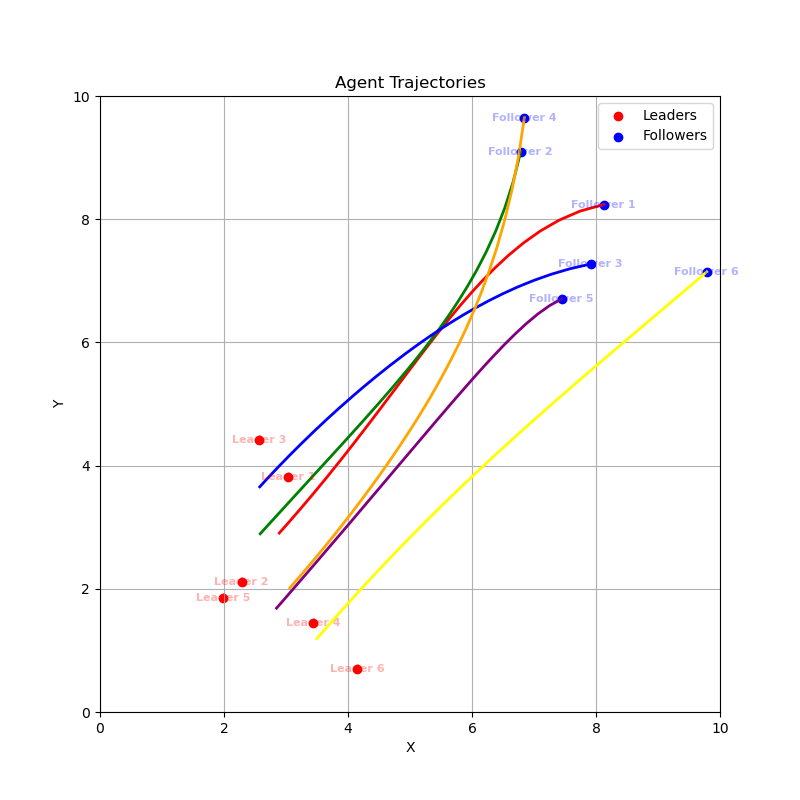 Agent Trajectories
10
Leaders
Followers
Follower 4
Follower 2
Follower 1
8
Follower 3
Follower 6
Follower 5
6
Y
Leader 3
4
Leader 1
Leader 2
2
Leader 5
Leader 4
Leader 6
0
0 2 4 6 8 10
X